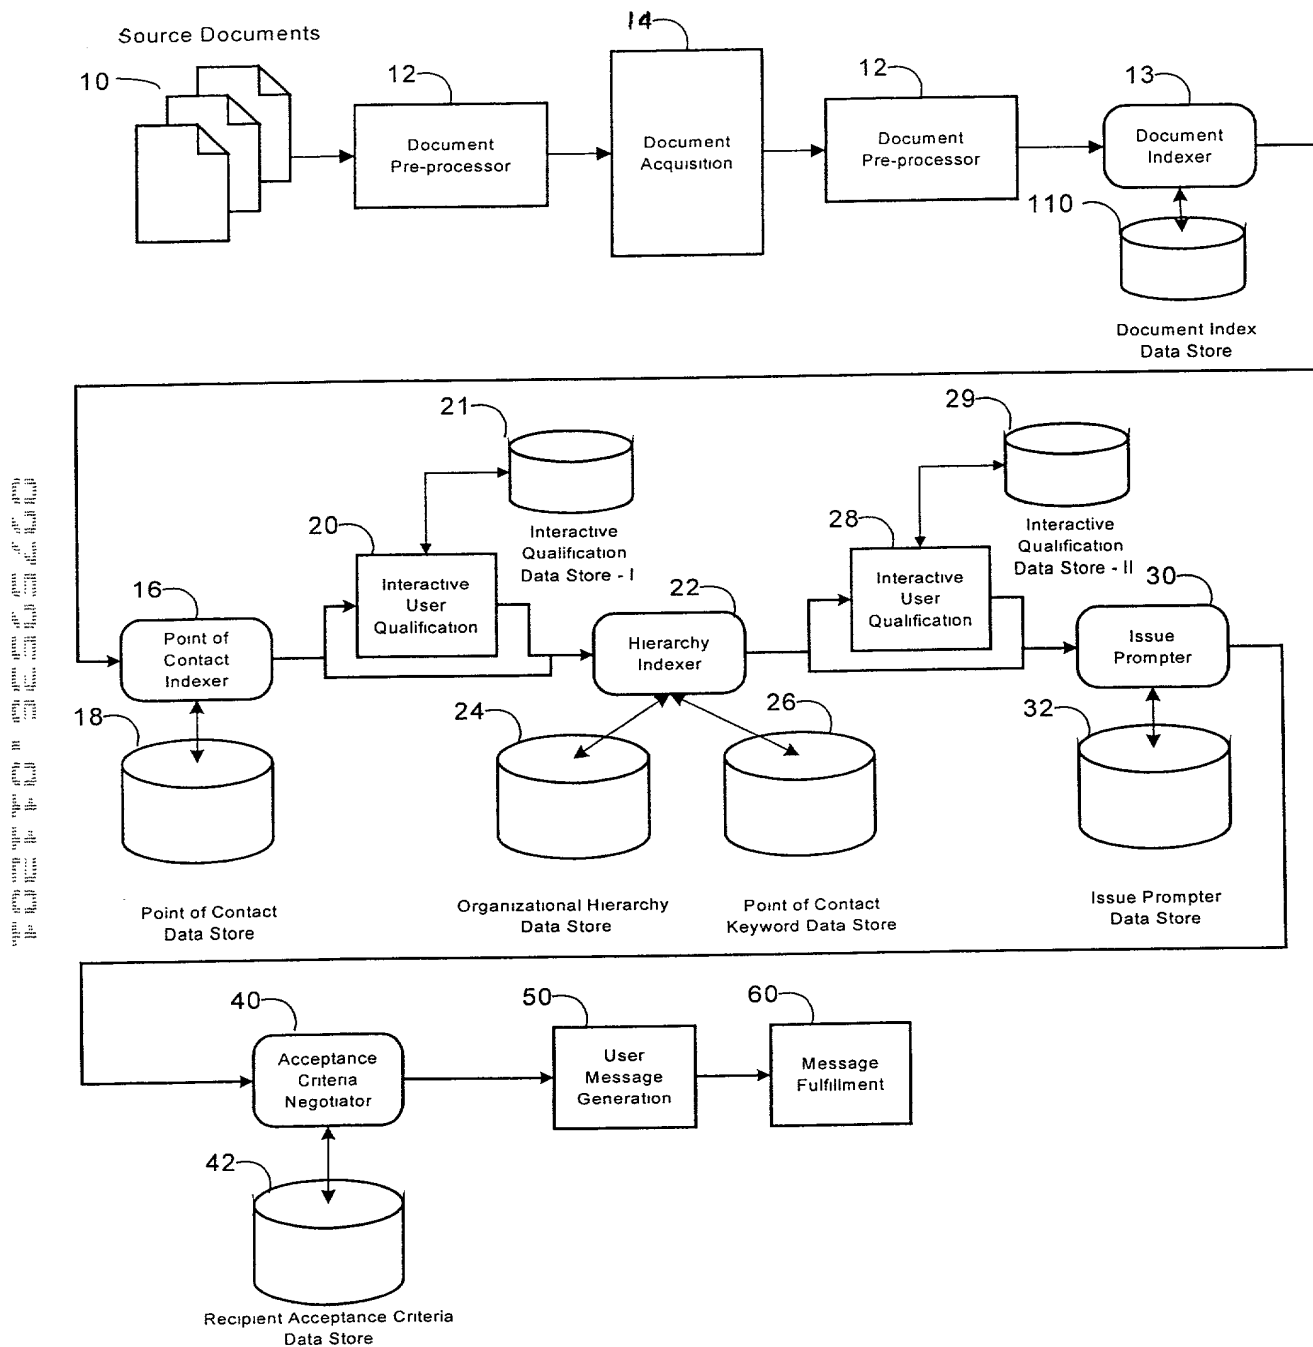 Source Documents
10
12
14
12
13
Document
Pre-processor
Document
Acquisition
Document
Pre-processor
Document
Indexer
110
Document Index
Data Store
21
29
Interactive
Qualification
Data Store - I
Interactive
Qualification
Data Store - II
16
20
22
28
30
Point of
Contact
Indexer
Interactive
User
Qualification
Hierarchy
Indexer
Interactive
User
Qualification
Issue
Prompter
18
24
26
32
Point of Contact
Data Store
Organizational Hierarchy
Data Store
Point of Contact
Keyword Data Store
Issue Prompter
Data Store
40
50
60
Acceptance
Criteria
Negotiator
User
Message
Generation
Message
Fulfillment
42
Recipient Acceptance Criteria
Data Store